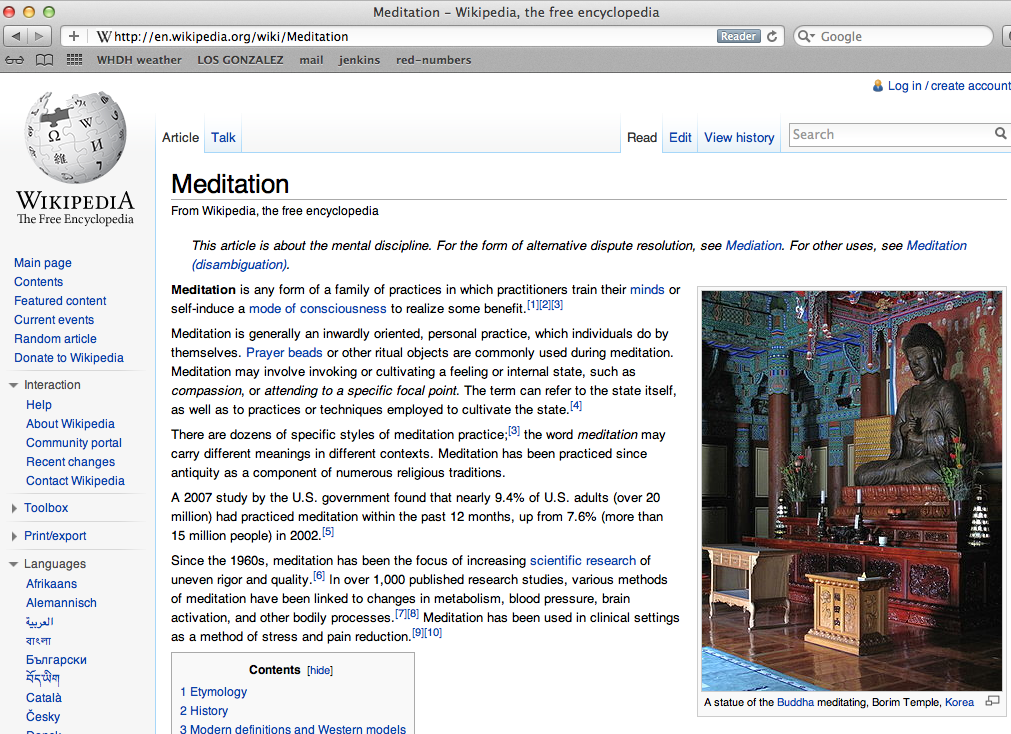 Meditation – Wikipedia, the free encyclopedia
http://en.wikipedia.org/wiki/Meditation
Reader
Google
WHDH weather LOS GONZALEZ mail jenkins red-numbers
Log in / create account
Article Talk
Read Edit View history
Search
WIKIPEDIA
The Free Encyclopedia
Main page
Contents
Featured content
Current events
Random article
Donate to Wikipedia
Interaction
Help
About Wikipedia
Community portal
Recent changes
Contact Wikipedia
Toolbox
Print/export
Languages
Afrikaans
Alemannisch
العربية
বাংলা
Български
བོད་ཡིག
Català
Česky
Meditation
From Wikipedia, the free encyclopedia
This article is about the mental discipline. For the form of alternative dispute resolution, see Mediation. For other uses, see Meditation
(disambiguation).
Meditation is any form of a family of practices in which practitioners train their minds or
self-induce a mode of consciousness to realize some benefit.[1][2][3]
Meditation is generally an inwardly oriented, personal practice, which individuals do by
themselves. Prayer beads or other ritual objects are commonly used during meditation.
Meditation may involve invoking or cultivating a feeling or internal state, such as
compassion, or attending to a specific focal point. The term can refer to the state itself,
as well as to practices or techniques employed to cultivate the state.[4]
There are dozens of specific styles of meditation practice;[3] the word meditation may
carry different meanings in different contexts. Meditation has been practiced since
antiquity as a component of numerous religious traditions.
A 2007 study by the U.S. government found that nearly 9.4% of U.S. adults (over 20
million) had practiced meditation within the past 12 months, up from 7.6% (more than
15 million people) in 2002.[5]
Since the 1960s, meditation has been the focus of increasing scientific research of
uneven rigor and quality.[6] In over 1,000 published research studies, various methods
of meditation have been linked to changes in metabolism, blood pressure, brain
activation, and other bodily processes.[7][8] Meditation has been used in clinical settings
as a method of stress and pain reduction.[9][10]
Contents [hide]
1 Etymology
2 History
3 Modern definitions and Western models
A statue of the Buddha meditating, Borim Temple, Korea